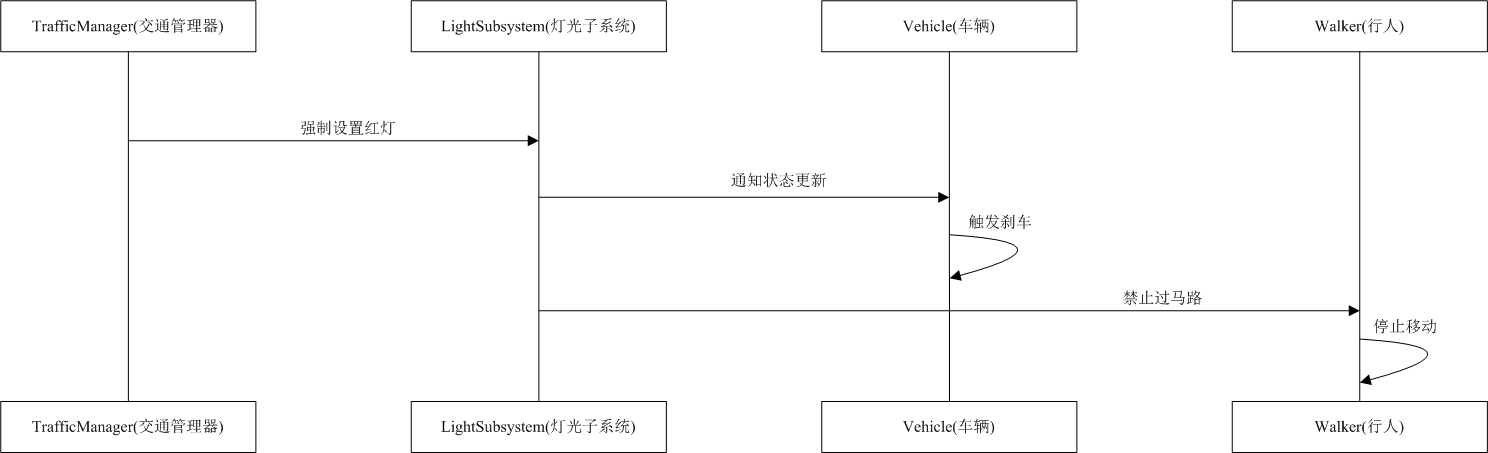 TrafficManager(交通管理器)
LightSubsystem(灯光子系统)
Vehicle(车辆)
Walker(行人)
强制设置红灯
通知状态更新
触发刹车
禁止过马路
停止移动
TrafficManager(交通管理器)
LightSubsystem(灯光子系统)
Vehicle(车辆)
Walker(行人)